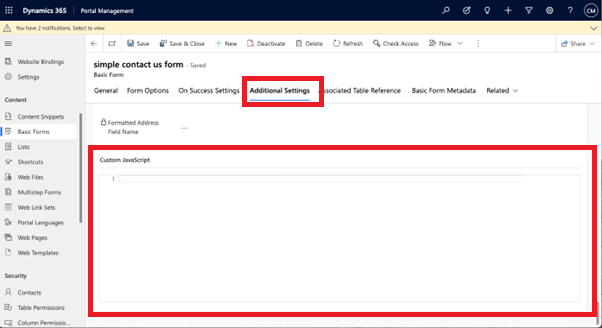 Dynamics 365 Portal Management CM
You have 2 notifications. Select to view.
Save Save & Close New Deactivate Delete Refresh Check Access Flow Share
simple contact us form - Saved
Basic Form
General Form Options On Success Settings Additional Settings Associated Table Reference Basic Form Metadata Related
Website Bindings
Settings
Content
Content Snippets
Basic Forms
Lists
Shortcuts
Web Files
Multistep Forms
Web Link Sets
Portal Languages
Web Pages
Web Templates
Security
Contacts
Table Permissions
Column Permissio...
Formatted Address
Field Name
---
Custom JavaScript
1